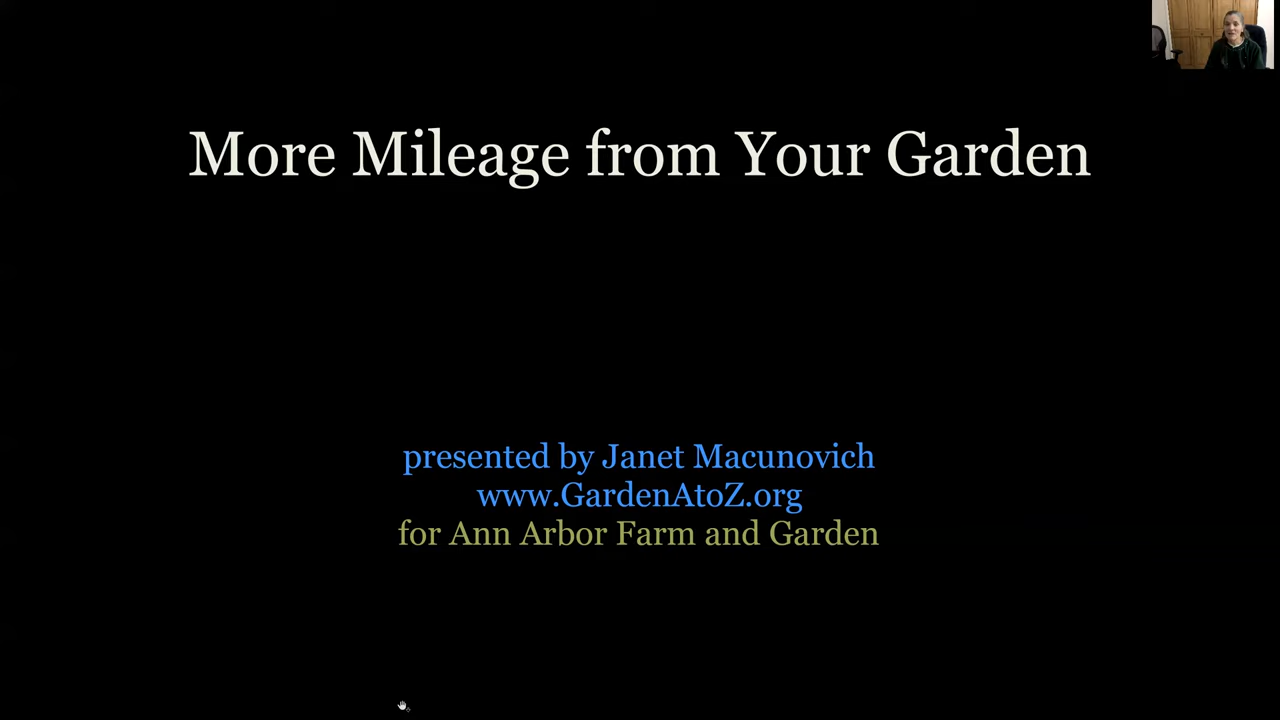 More Mileage from Your Garden
presented by Janet Macunovich
www.GardenAtoZ.org
for Ann Arbor Farm and Garden